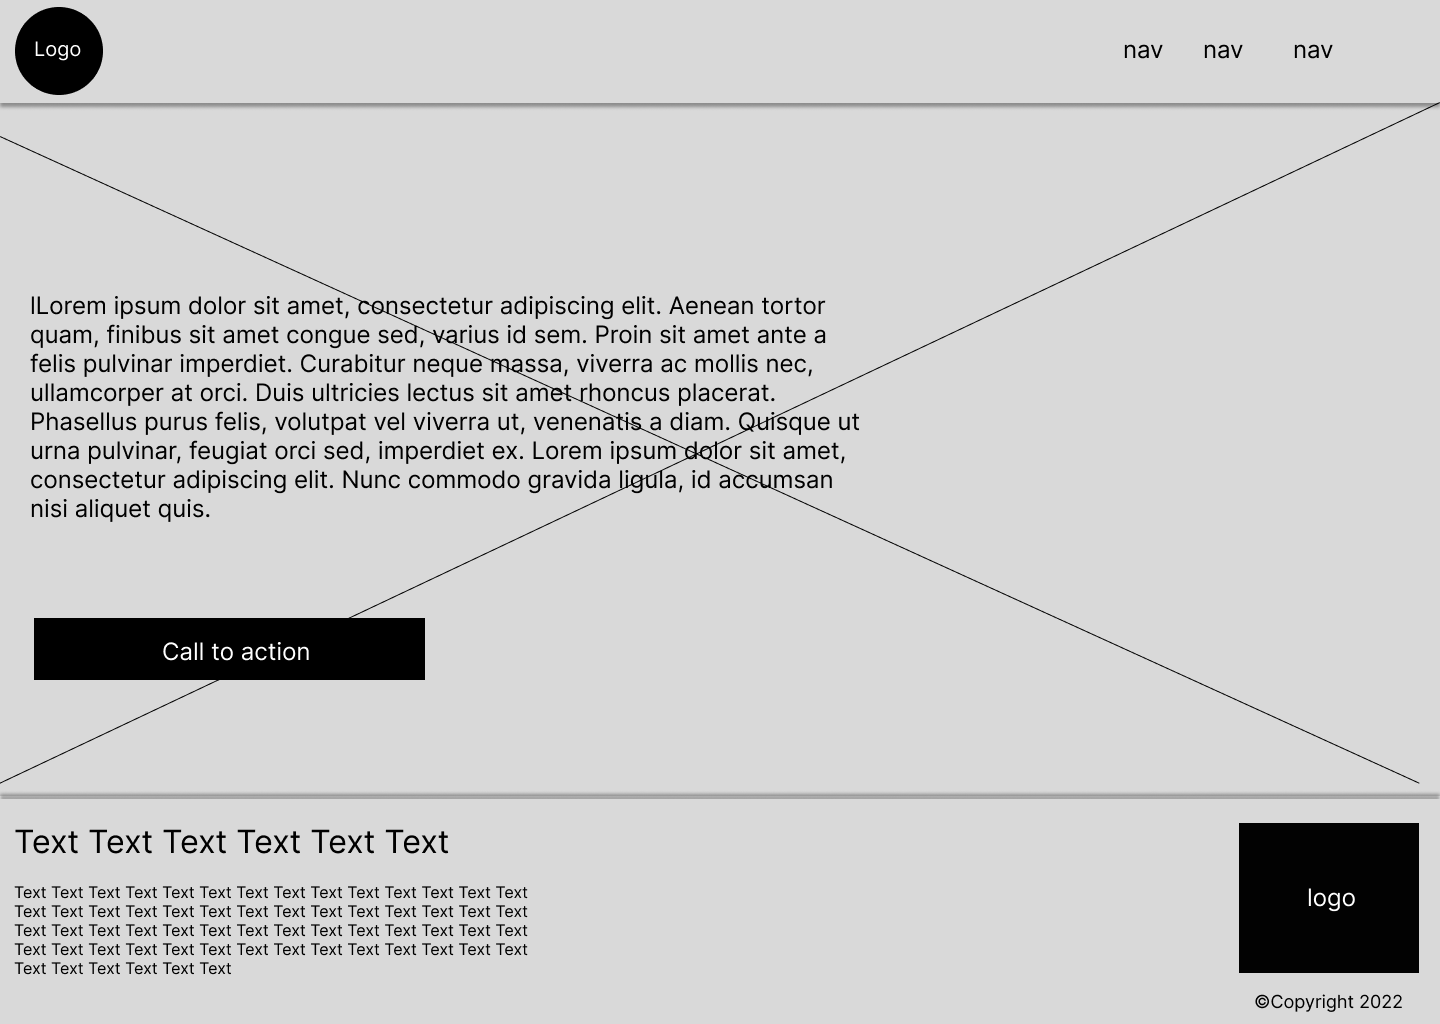 Logo
nav nav nav
lLorem ipsum dolor sit amet, consectetur adipiscing elit. Aenean tortor
quam, finibus sit amet congue sed, varius id sem. Proin sit amet ante a
felis pulvinar imperdiet. Curabitur neque massa, viverra ac mollis nec,
ullamcorper at orci. Duis ultricies lectus sit amet rhoncus placerat.
Phasellus purus felis, volutpat vel viverra ut, venenatis a diam. Quisque ut
urna pulvinar, feugiat orci sed, imperdiet ex. Lorem ipsum dolor sit amet,
consectetur adipiscing elit. Nunc commodo gravida ligula, id accumsan
nisi aliquet quis.
Call to action
Text Text Text Text Text Text
Text Text Text Text Text Text Text Text Text Text Text Text Text Text
Text Text Text Text Text Text Text Text Text Text Text Text Text Text
Text Text Text Text Text Text Text Text Text Text Text Text Text Text
Text Text Text Text Text Text Text Text Text Text Text Text Text Text
Text Text Text Text Text Text
logo
©Copyright 2022